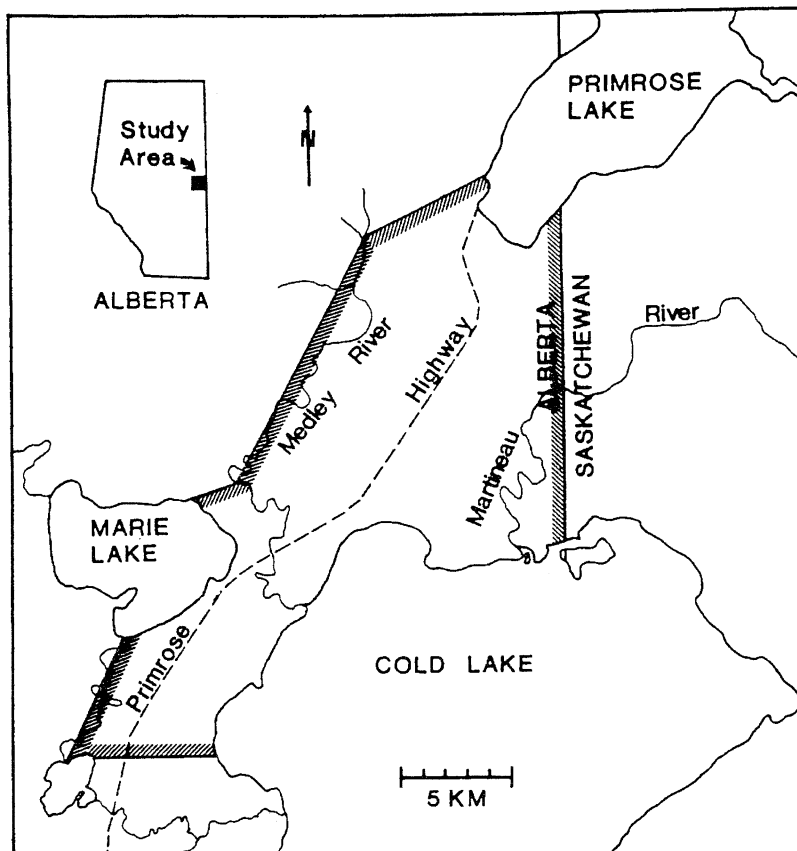 PRIMROSE
LAKE
Study
Area
N
ALBERTA
River
Medley
Highway
ALBERTA
SASKATCHEWAN
River
Martineau
MARIE
LAKE
Primrose
COLD LAKE
5 KM